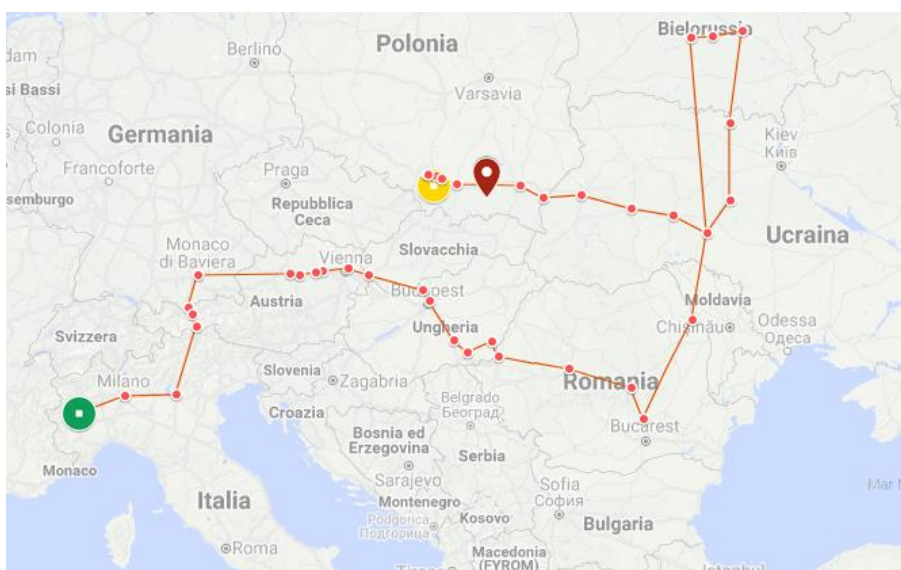 Bielorussia
Berlino
Polonia
dam
si Bassi
Varsavia
Colonia
Germania
Kiev
Київ
Francoforte
Praga
semburgo
Repubblica
Ceca
Ucraina
Monaco
di Baviera
Slovacchia
Vienna
Budapest
Austria
Moldavia
Ungheria
Chișinău
Odessa
Одеса
Svizzera
Slovenia
Milano
Zagabria
Romania
Belgrado
Београд
Croazia
Bucarest
Bosnia ed
Erzegovina
Serbia
Monaco
Sarajevo
Sofia
София
Italia
Montenegro
Mar
Podgorica
Подгорица
Kosovo
Bulgaria
Roma
Macedonia
(FYROM)
Istanbul